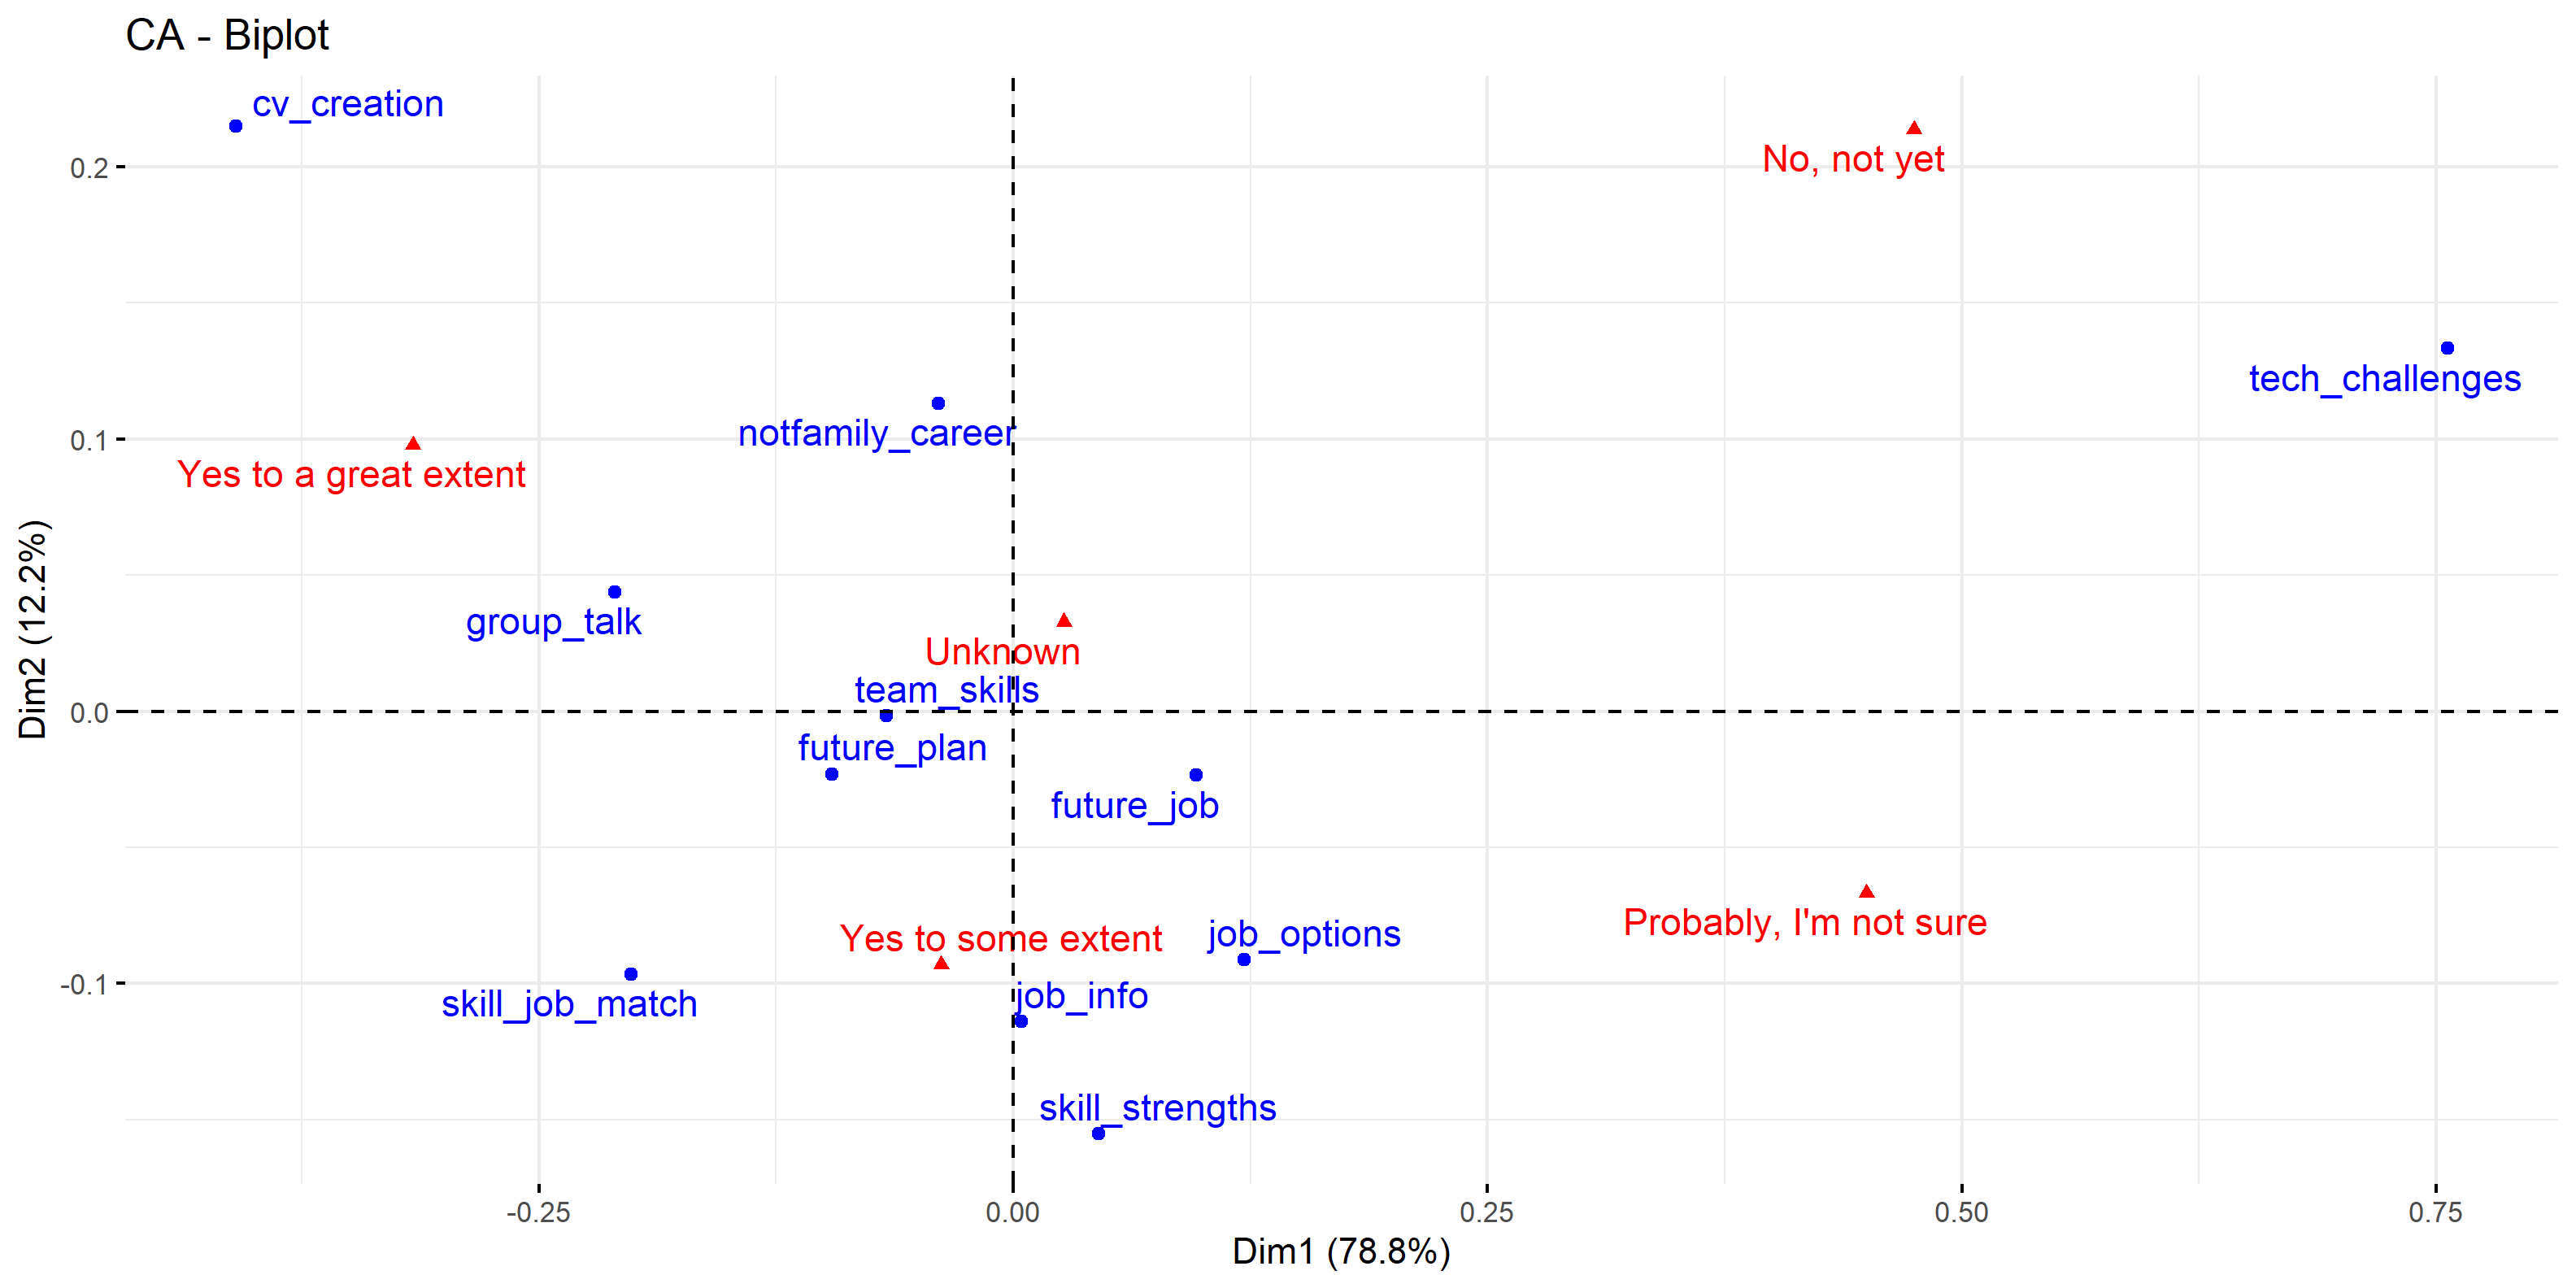 CA - Biplot
cv_creation
No, not yet
tech_challenges
notfamily_career
Yes to a great extent
group_talk
Unknown
team_skills
future_plan
future_job
Probably, I'm not sure
Yes to some extent
job_options
skill_job_match
job_info
skill_strengths
0.2
0.1
0.0
-0.1
Dim2 (12.2%)
-0.25
0.00
0.25
0.50
0.75
Dim1 (78.8%)